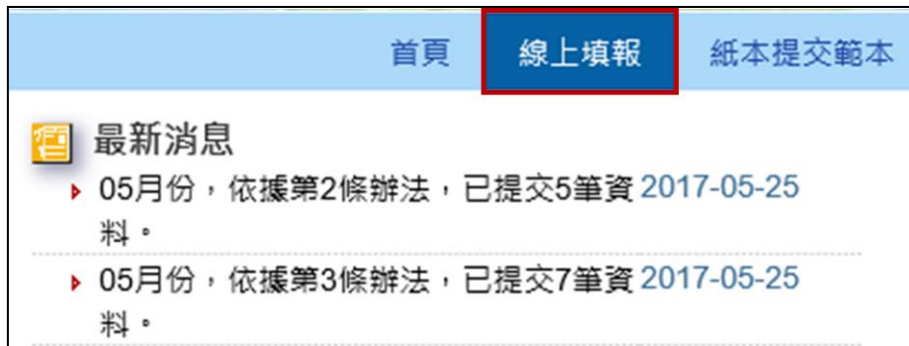 首頁 線上填報 紙本提交範本
最新消息
05月份，依據第2條辦法，已提交5筆資 2017-05-25
料。
05月份，依據第3條辦法，已提交7筆資 2017-05-25
料。